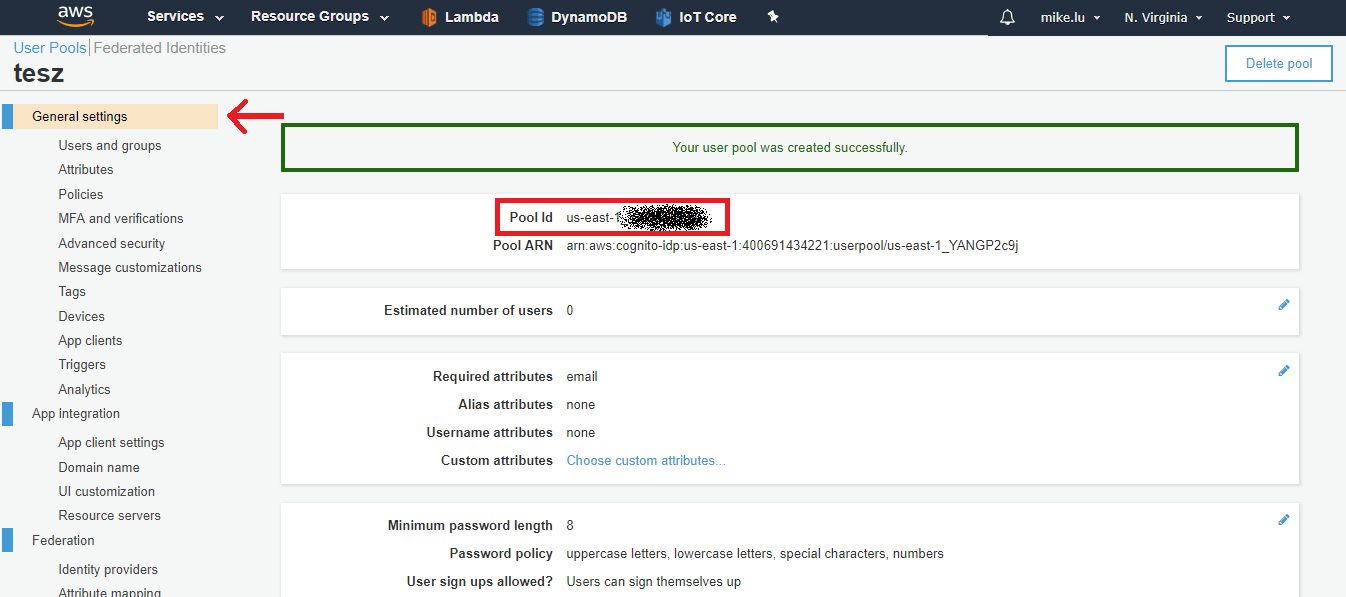 aws Services Resource Groups Lambda DynamoDB IoT Core mike.lu N. Virginia Support
User Pools Federated Identities
tesz
Delete pool
General settings
Users and groups
Attributes
Policies
MFA and verifications
Advanced security
Message customizations
Tags
Devices
App clients
Triggers
Analytics
App integration
App client settings
Domain name
UI customization
Resource servers
Federation
Identity providers
Attribute mapping
Your user pool was created successfully.
Pool Id us-east-1
Pool ARN arn:aws:cognito-idp:us-east-1:400691434221:userpool/us-east-1_YANGP2c9j
Estimated number of users 0
Required attributes email
Alias attributes none
Username attributes none
Custom attributes Choose custom attributes...
Minimum password length 8
Password policy uppercase letters, lowercase letters, special characters, numbers
User sign ups allowed? Users can sign themselves up